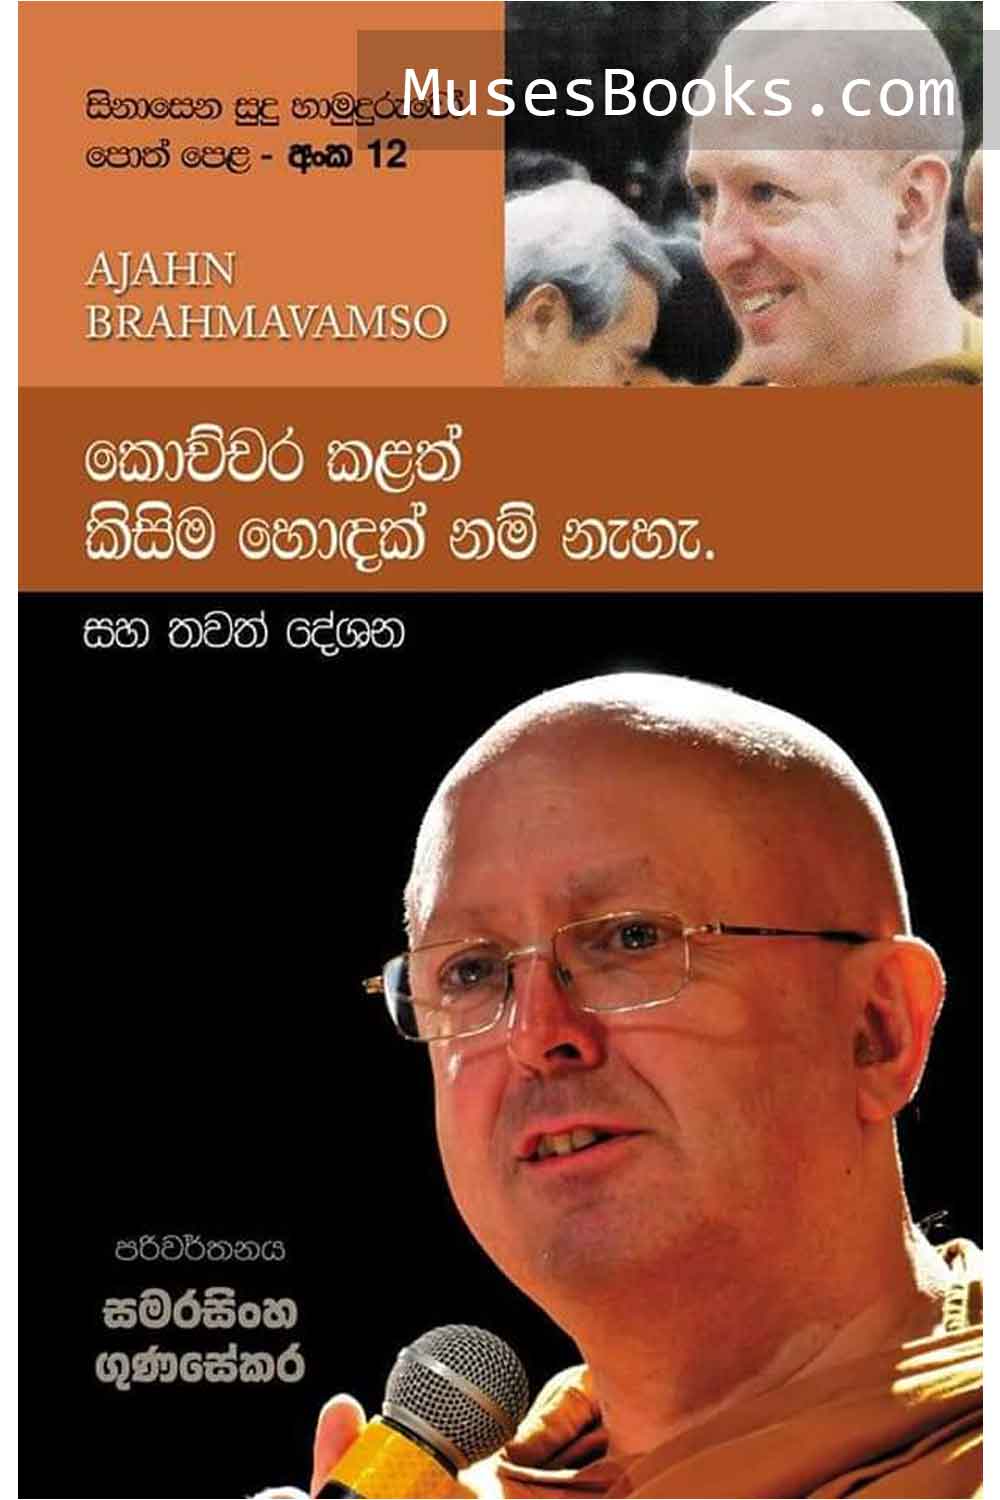 MusesBooks.com
සිනාසෙන සුදු හාමුදුරුවෝ
පොත් පෙළ - අංක 12
AJAHN
BRAHMAVAMSO
කොච්චර කළත්
කිසිම හොඳක් නම් නැහැ.
සහ තවත් දේශන
පරිවර්තනය
සමරසිංහ
ගුණසේකර